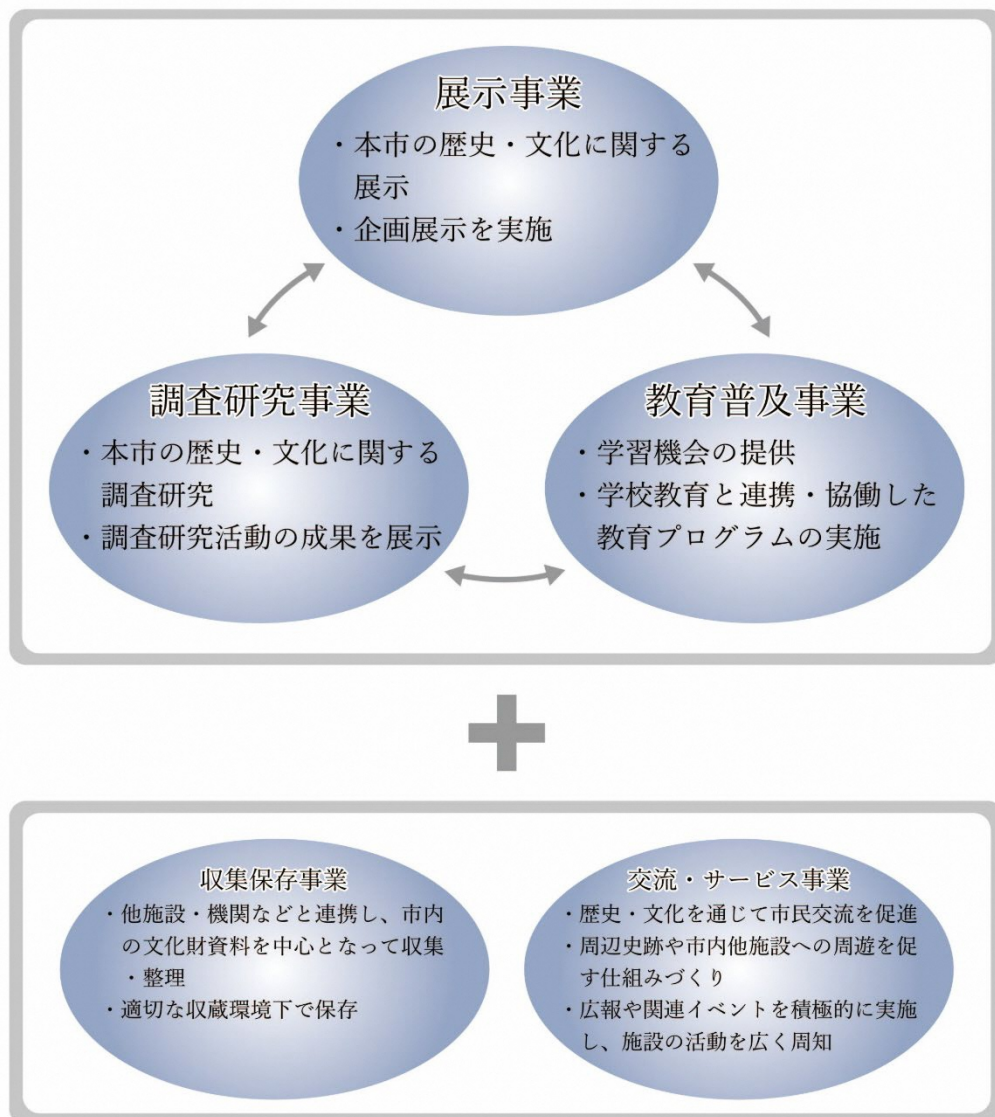 展示事業
・本市の歴史・文化に関する
展示
・企画展示を実施
調査研究事業
・本市の歴史・文化に関する
調査研究
・調査研究活動の成果を展示
教育普及事業
・学習機会の提供
・学校教育と連携・協働した
教育プログラムの実施
収集保存事業
・他施設・機関などと連携し、市内
の文化財資料を中心となって収集
・整理
・適切な収蔵環境下で保存
交流・サービス事業
・歴史・文化を通じて市民交流を促進
・周辺史跡や市内他施設への周遊を促
す仕組みづくり
・広報や関連イベントを積極的に実施
し、施設の活動を広く周知